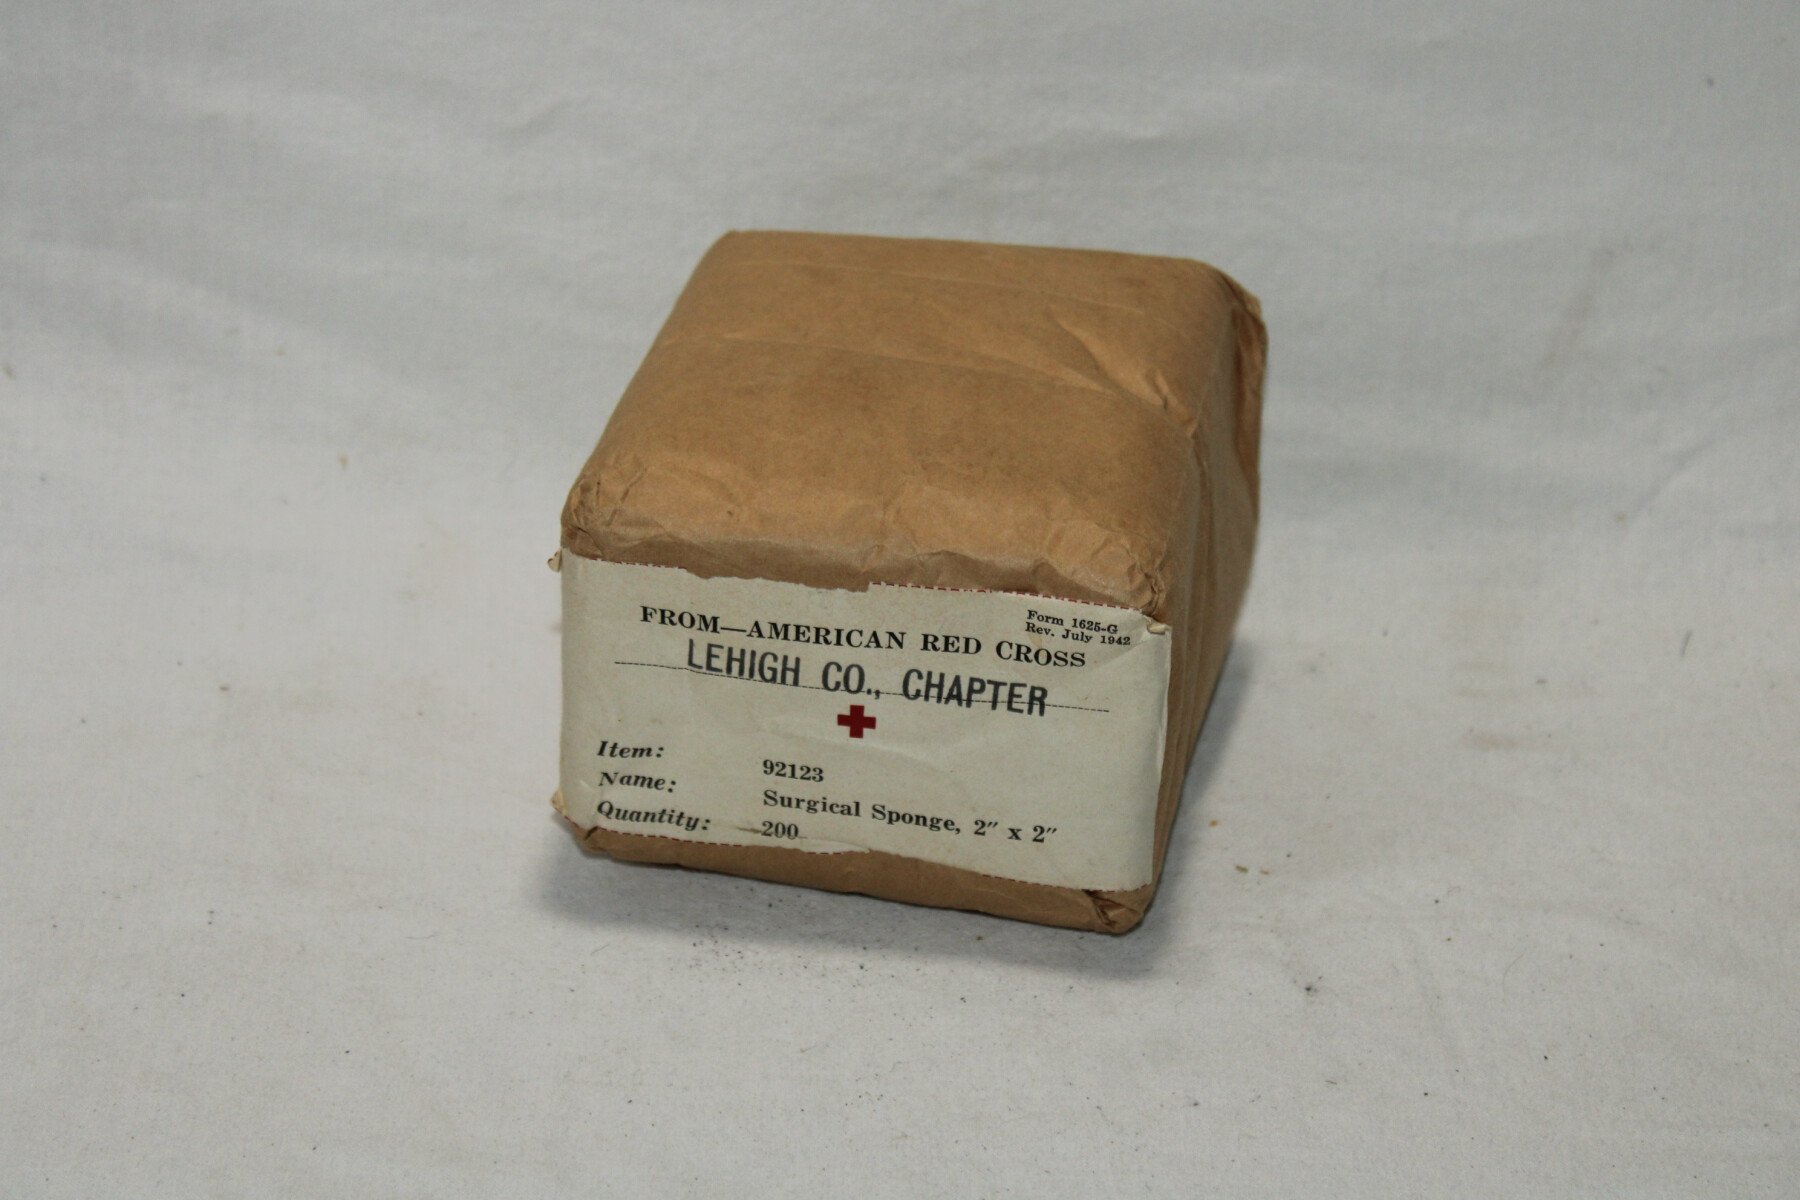 Form 1625-G
Rev. July 1942
FROM—AMERICAN RED CROSS
LEHIGH CO., CHAPTER
Item: 92123
Name: Surgical Sponge, 2″ x 2″
Quantity: 200